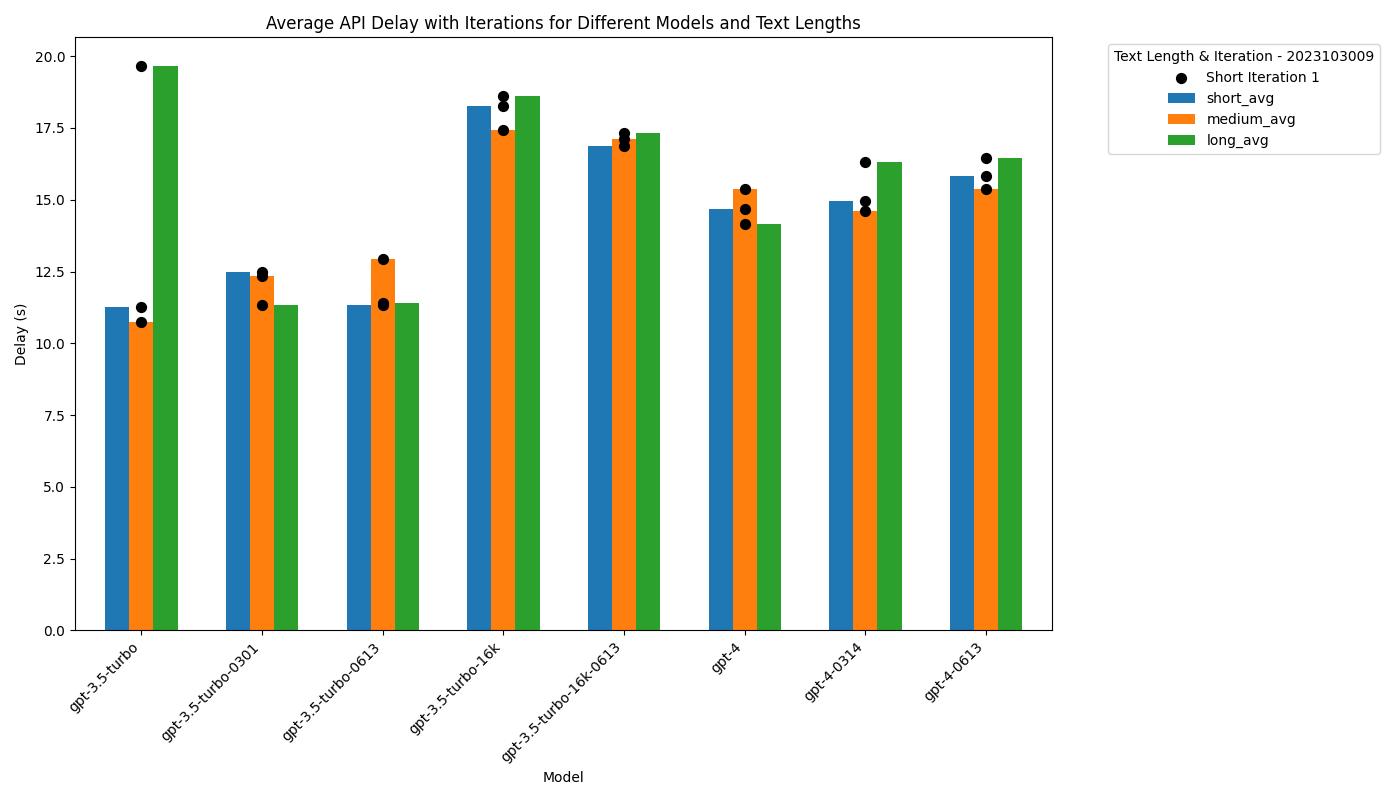 Average API Delay with Iterations for Different Models and Text Lengths
Text Length & Iteration - 2023103009
Short Iteration 1
short_avg
medium_avg
long_avg
Delay (s)
20.0
17.5
15.0
12.5
10.0
7.5
5.0
2.5
0.0
gpt-3.5-turbo
gpt-3.5-turbo-0301
gpt-3.5-turbo-0613
gpt-3.5-turbo-16k
gpt-3.5-turbo-16k-0613
gpt-4
gpt-4-0314
gpt-4-0613
Model